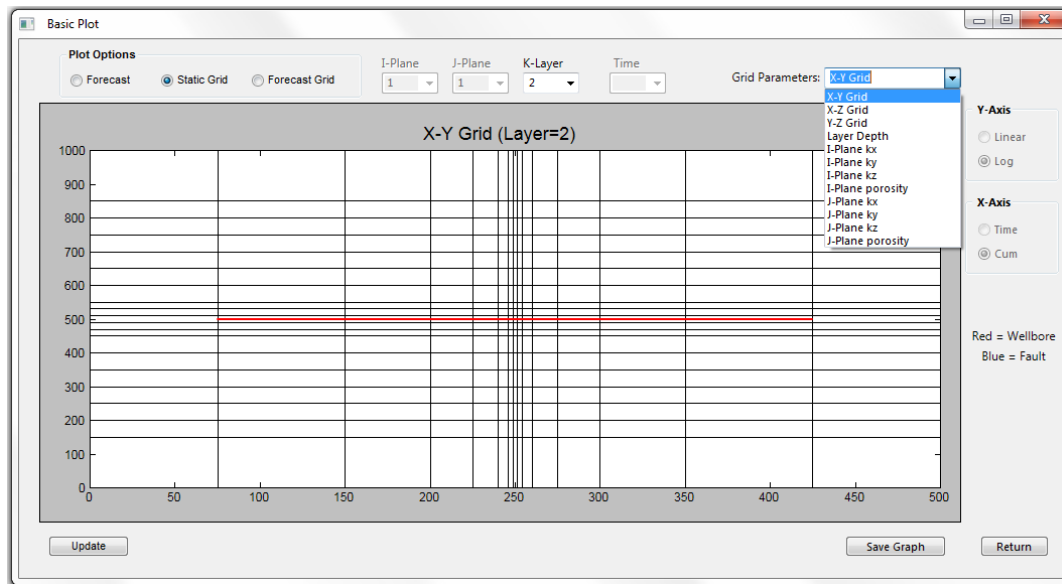 Basic Plot
Plot Options
Forecast
Static Grid
Forecast Grid
I-Plane
J-Plane
K-Layer
Time
1
1
2
Grid Parameters:
X-Y Grid
X-Y Grid
X-Z Grid
Y-Z Grid
Layer Depth
I-Plane kx
I-Plane ky
I-Plane kz
I-Plane porosity
J-Plane kx
J-Plane ky
J-Plane kz
J-Plane porosity
Y-Axis
Linear
Log
X-Axis
Time
Cum
Red = Wellbore
Blue = Fault
X-Y Grid (Layer=2)
1000
900
800
700
600
500
400
300
200
100
0
0 50 100 150 200 250 300 350 400 450 500
Update
Save Graph
Return